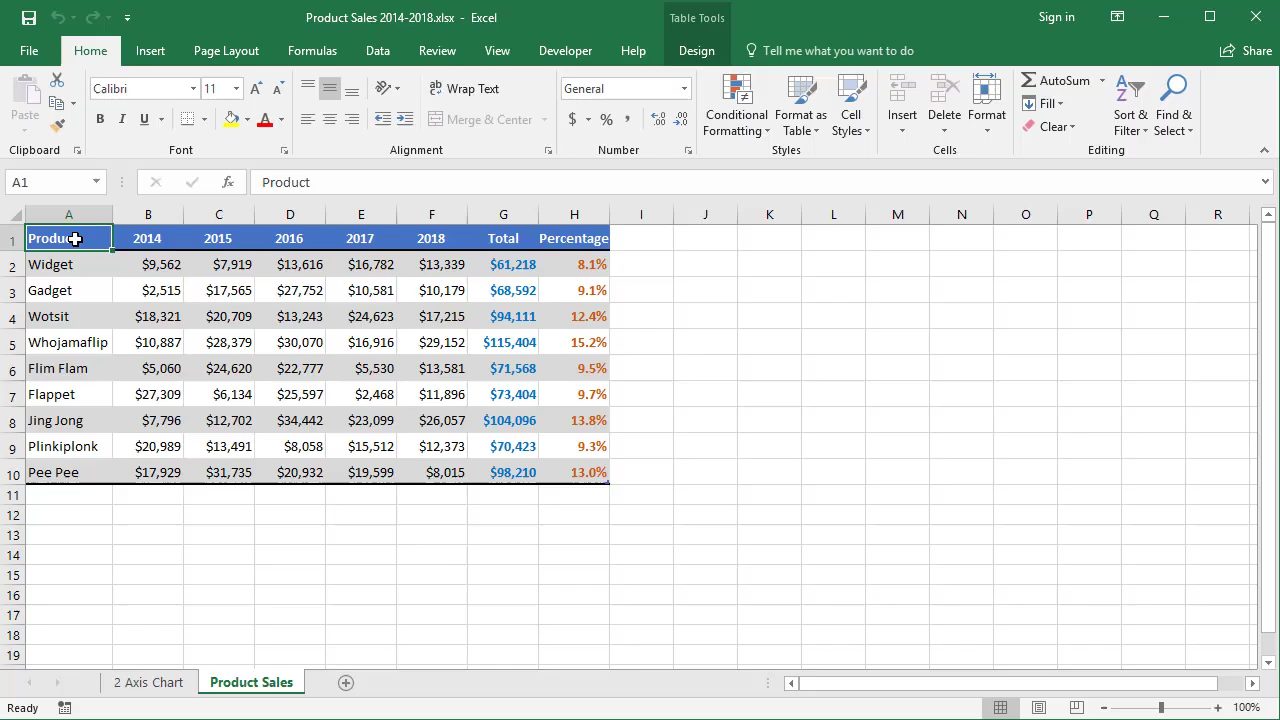 Product Sales 2014-2018.xlsx - Excel
Table Tools
Sign in
File Home Insert Page Layout Formulas Data Review View Developer Help Design Tell me what you want to do Share
Paste
Clipboard
Calibri 11
B I U A
Font
ab Wrap Text
Merge & Center
Alignment
General
$ % ,
Number
Conditional Formatting
Format as Table
Cell Styles
Styles
Insert Delete Format
Cells
AutoSum
Fill
Clear
Sort & Filter
Find & Select
Editing
A1 fx Product
A B C D E F G H I J K L M N O P Q R
1 2014 2015 2016 2017 2018 Total Percentage
2 Widget $9,562 $7,919 $13,616 $16,782 $13,339 $61,218 8.1%
3 Gadget $2,515 $17,565 $27,752 $10,581 $10,179 $68,592 9.1%
4 Wotsit $18,321 $20,709 $13,243 $24,623 $17,215 $94,111 12.4%
5 Whojamaflip $10,887 $28,379 $30,070 $16,916 $29,152 $115,404 15.2%
6 Flim Flam $5,060 $24,620 $22,777 $5,530 $13,581 $71,568 9.5%
7 Flappet $27,309 $6,134 $25,597 $2,468 $11,896 $73,404 9.7%
8 Jing Jong $7,796 $12,702 $34,442 $23,099 $26,057 $104,096 13.8%
9 Plinkiplonk $20,989 $13,491 $8,058 $15,512 $12,373 $70,423 9.3%
10 Pee Pee $17,929 $31,735 $20,932 $19,599 $8,015 $98,210 13.0%
11
12
13
14
15
16
17
18
19
2 Axis Chart Product Sales
Ready 100%